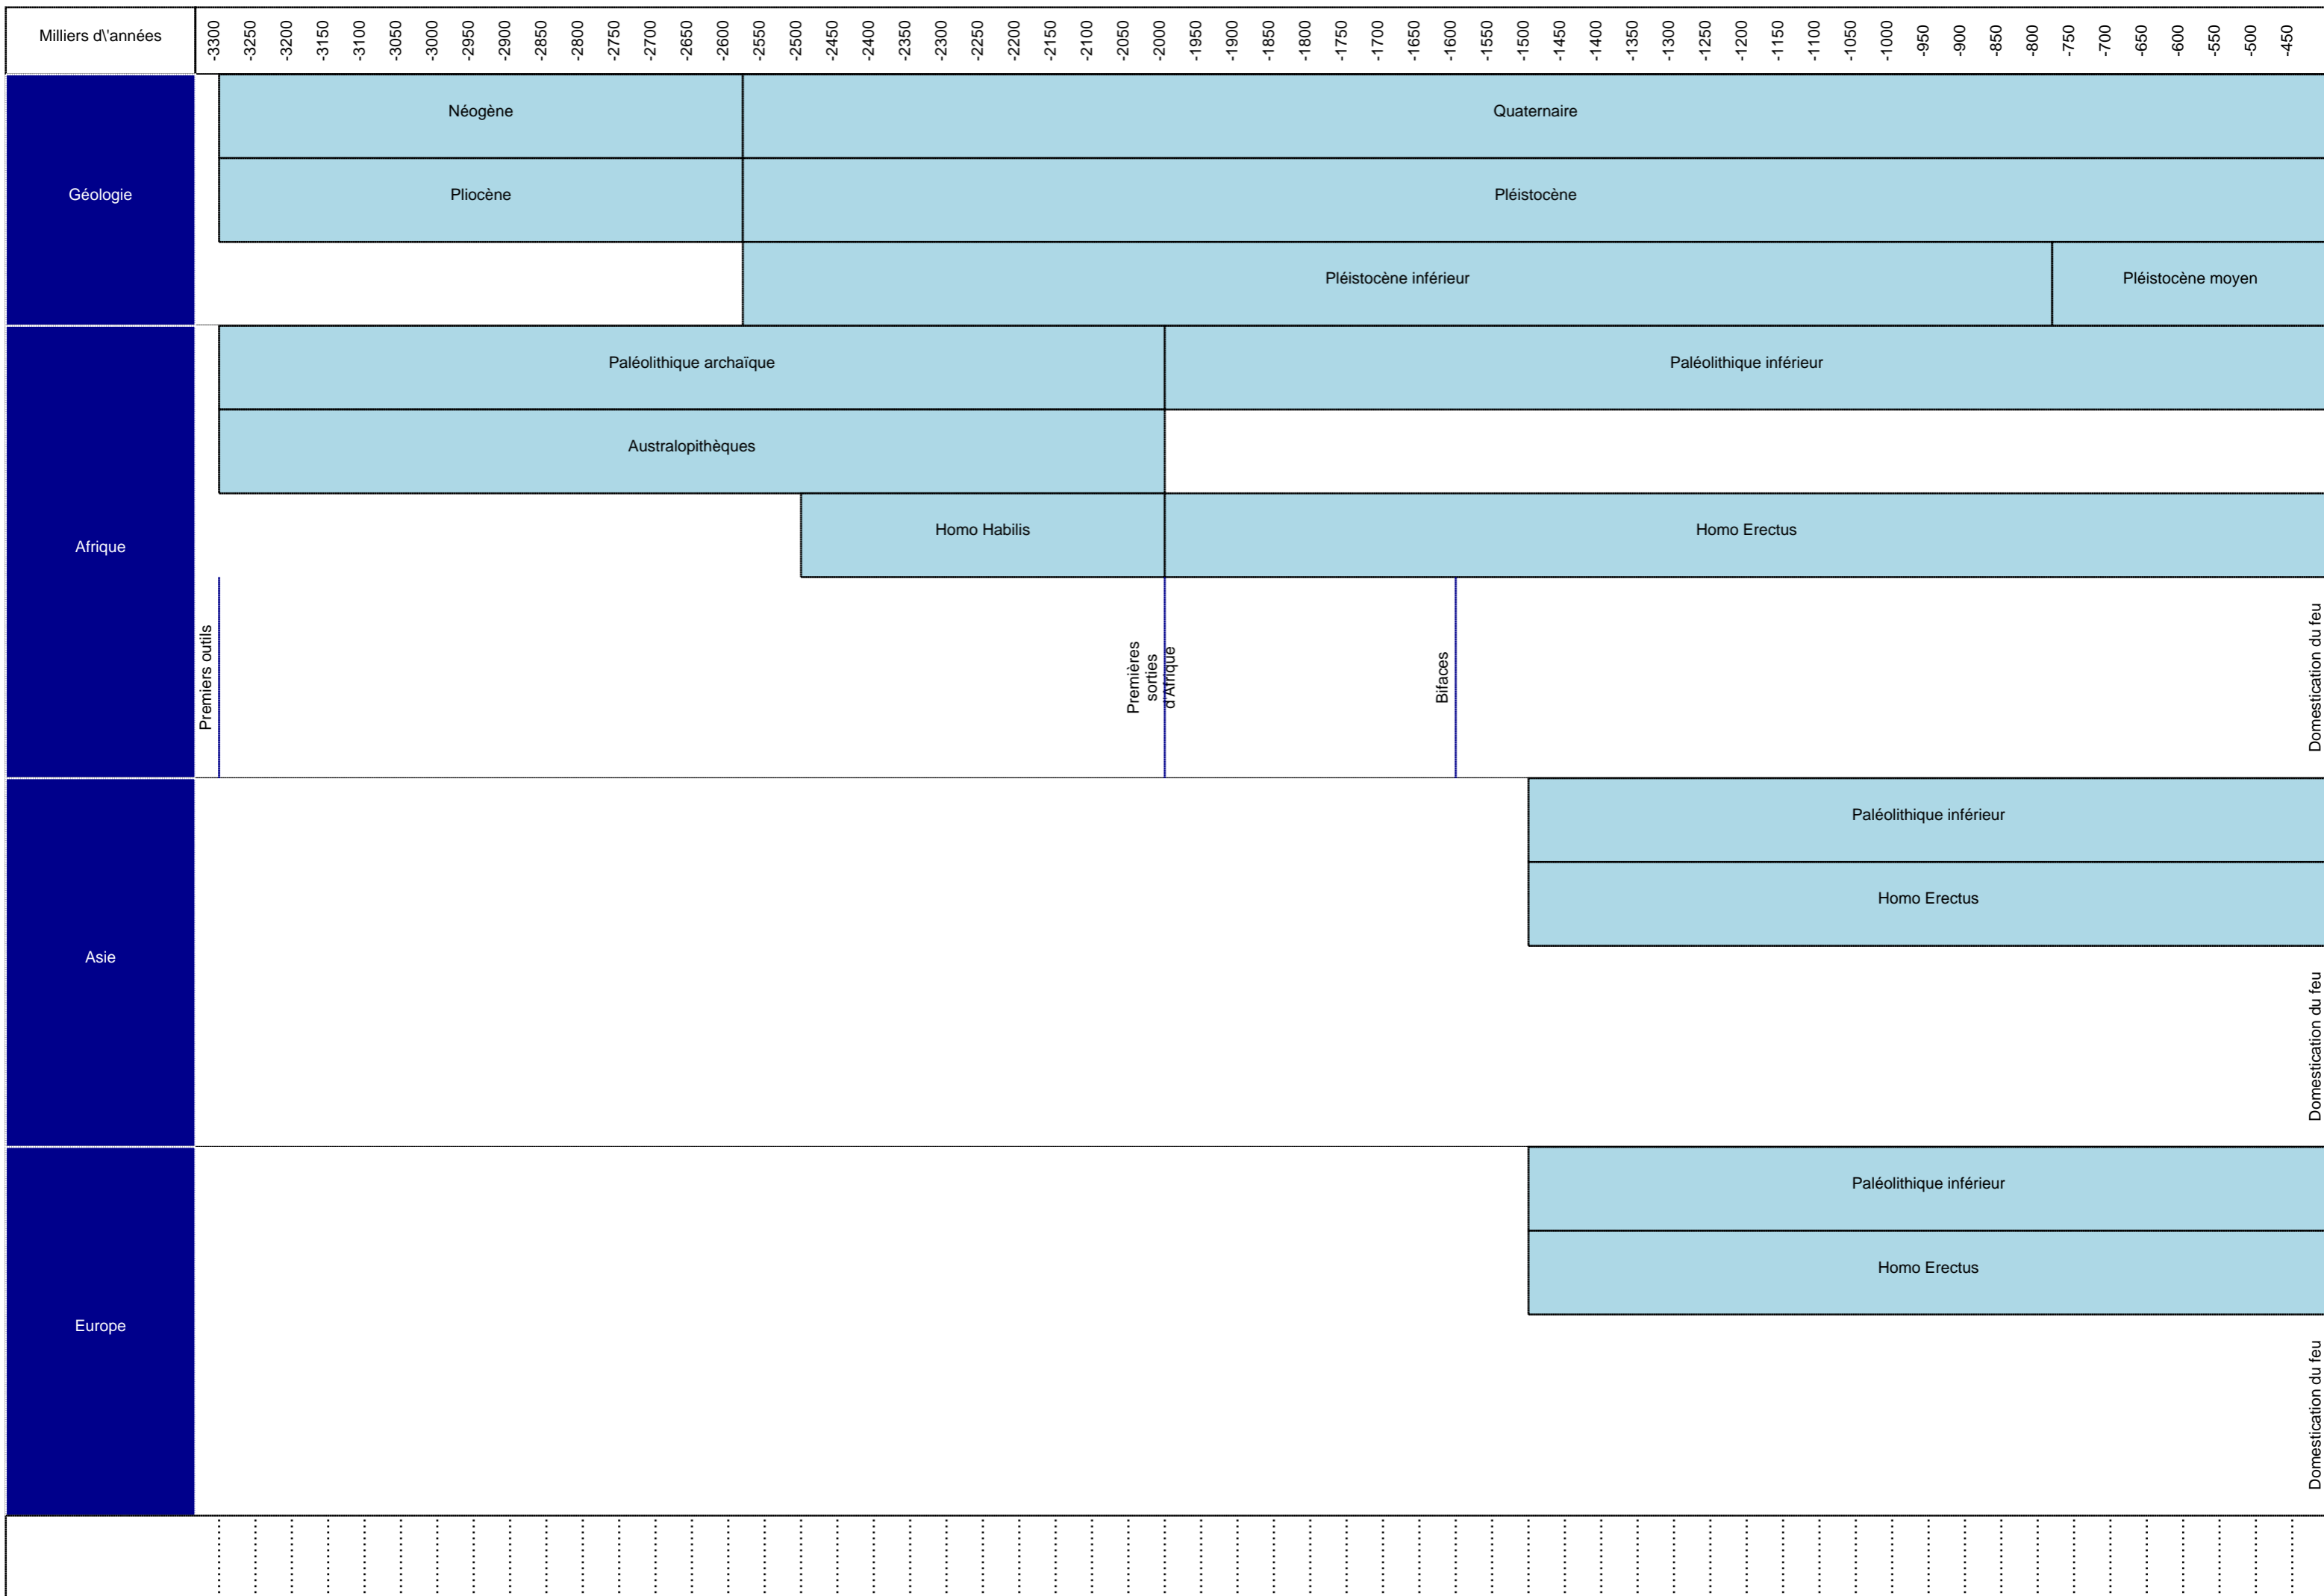 Milliers d\'années
-3300
-3250
-3200
-3150
-3100
-3050
-3000
-2950
-2900
-2850
-2800
-2750
-2700
-2650
-2600
-2550
-2500
-2450
-2400
-2350
-2300
-2250
-2200
-2150
-2100
-2050
-2000
-1950
-1900
-1850
-1800
-1750
-1700
-1650
-1600
-1550
-1500
-1450
-1400
-1350
-1300
-1250
-1200
-1150
-1100
-1050
-1000
-950
-900
-850
-800
-750
-700
-650
-600
-550
-500
-450
Géologie
Néogène
Quaternaire
Pliocène
Pléistocène
Pléistocène inférieur
Pléistocène moyen
Afrique
Paléolithique archaïque
Paléolithique inférieur
Australopithèques
Homo Habilis
Homo Erectus
Premiers outils
Premières
sorties
d'Afrique
Bifaces
Domestication du feu
Asie
Paléolithique inférieur
Homo Erectus
Domestication du feu
Europe
Paléolithique inférieur
Homo Erectus
Domestication du feu